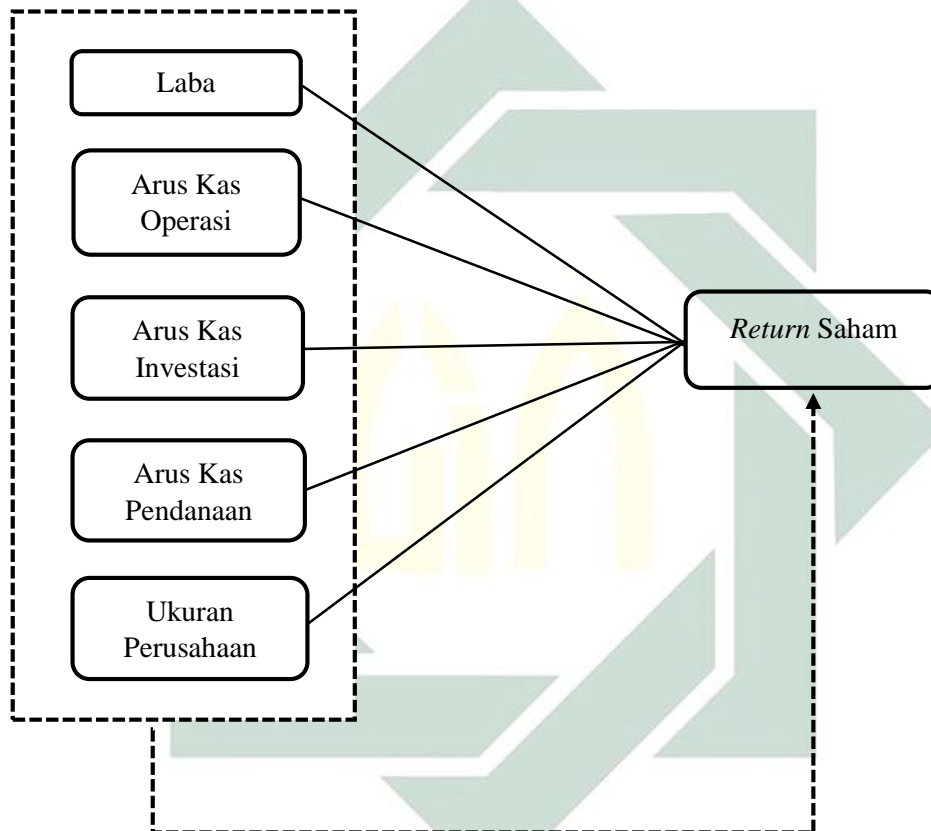 Laba
Arus Kas
Operasi
Arus Kas
Investasi
Return Saham
Arus Kas
Pendanaan
Ukuran
Perusahaan